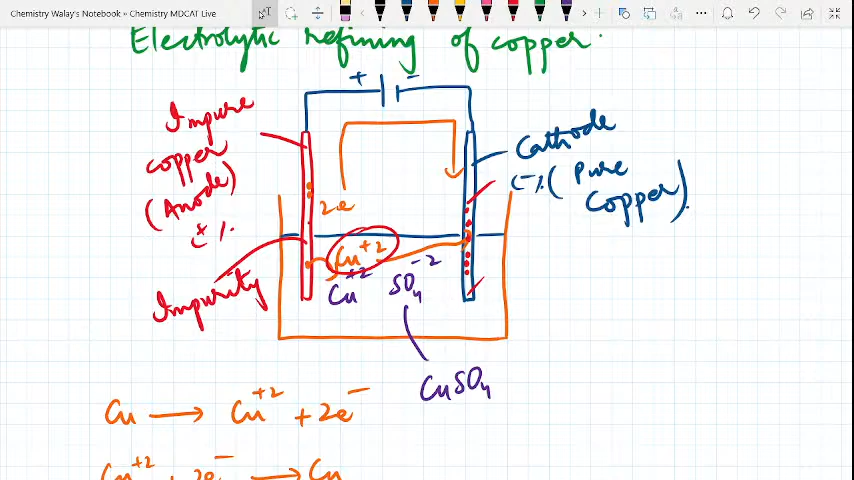 Chemistry Walay's Notebook » Chemistry MDCAT Live
Electrolytic refining of copper.
+ -
Impure
copper
(Anode)
Cathode
(Pure
Copper).
2e
Impurity
Cu+2
Cu+2 SO4-2
CuSO4
Cu → Cu+2 + 2e-
Cu+2 + 2e- → Cu